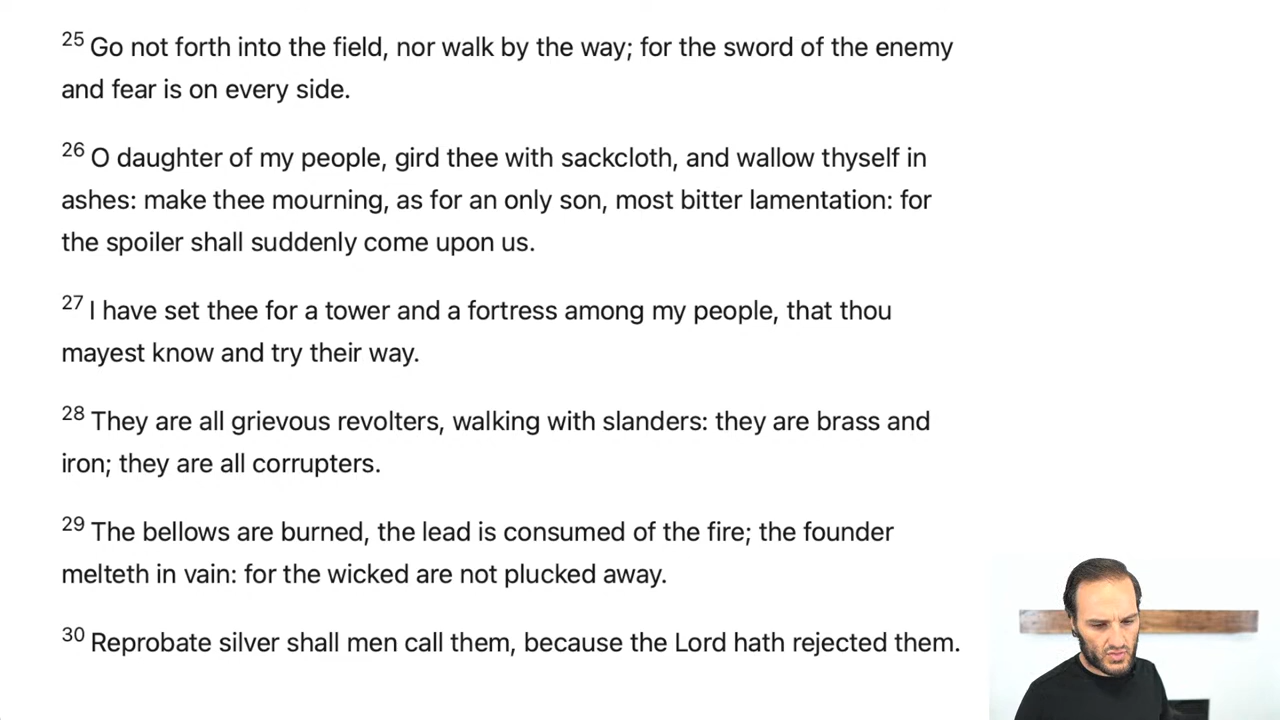 25 Go not forth into the field, nor walk by the way; for the sword of the enemy
and fear is on every side.
26 O daughter of my people, gird thee with sackcloth, and wallow thyself in
ashes: make thee mourning, as for an only son, most bitter lamentation: for
the spoiler shall suddenly come upon us.
27 I have set thee for a tower and a fortress among my people, that thou
mayest know and try their way.
28 They are all grievous revolters, walking with slanders: they are brass and
iron; they are all corrupters.
29 The bellows are burned, the lead is consumed of the fire; the founder
melteth in vain: for the wicked are not plucked away.
30 Reprobate silver shall men call them, because the Lord hath rejected them.